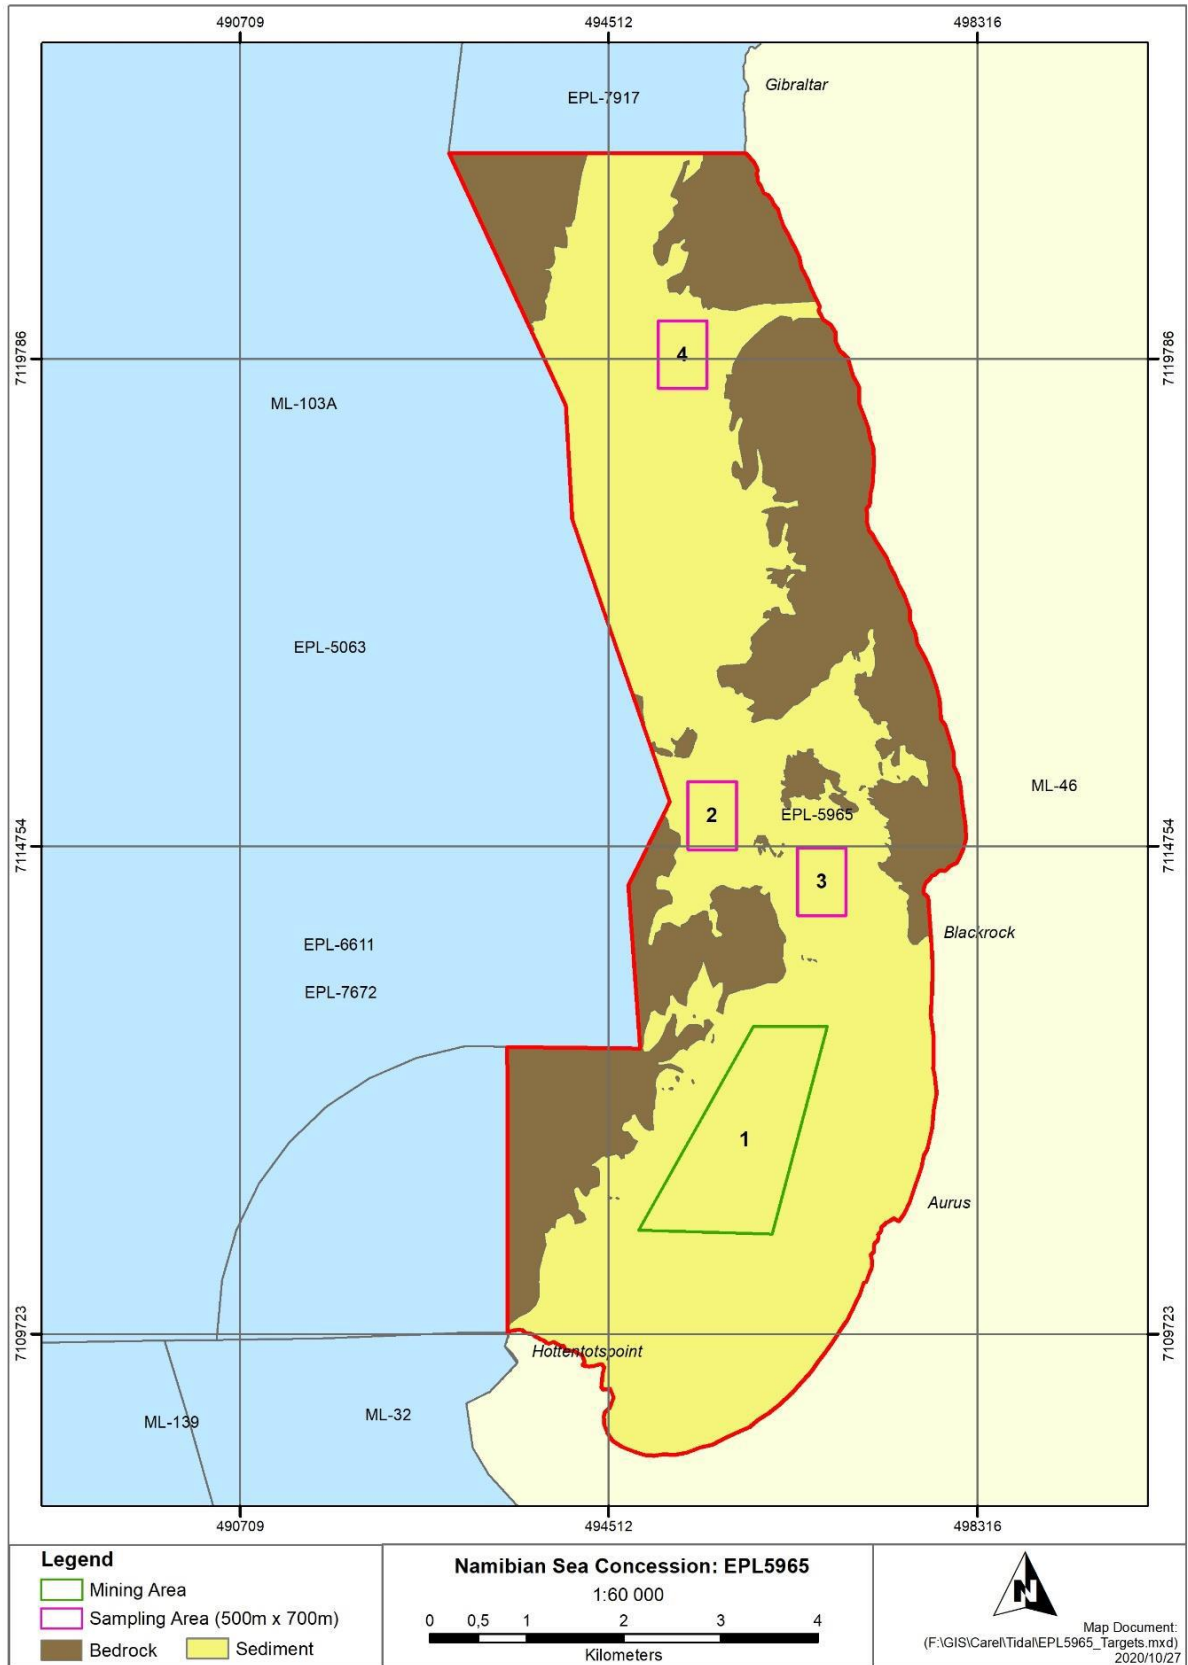 490709 494512 498316
Gibraltar
EPL-7917
4
7119786 7119786
ML-103A
EPL-5063
ML-46
2 EPL-5965
7114754 7114754
3
Blackrock
EPL-6611
EPL-7672
1
Aurus
7109723 7109723
Hottentotspoint
ML-139 ML-32
490709 494512 498316
Legend
Mining Area
Sampling Area (500m x 700m)
Bedrock Sediment
Namibian Sea Concession: EPL5965
1:60 000
0 0,5 1 2 3 4
Kilometers
N
Map Document:
(F:\GIS\Carel\Tidal\EPL5965_Targets.mxd)
2020/10/27